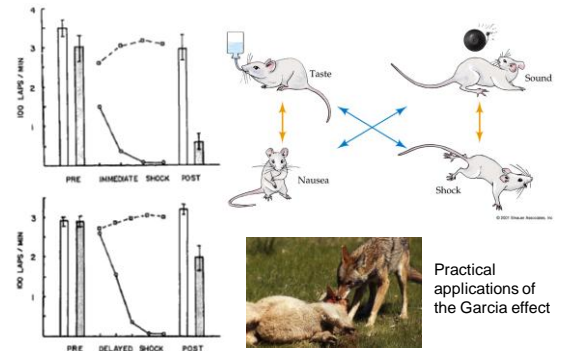 100 LAPS / MIN
3
2
1
PRE IMMEDIATE SHOCK POST
100 LAPS / MIN
3
2
1
PRE DELAYED SHOCK POST
Taste
Sound
Nausea
Shock
Practical
applications of
the Garcia effect